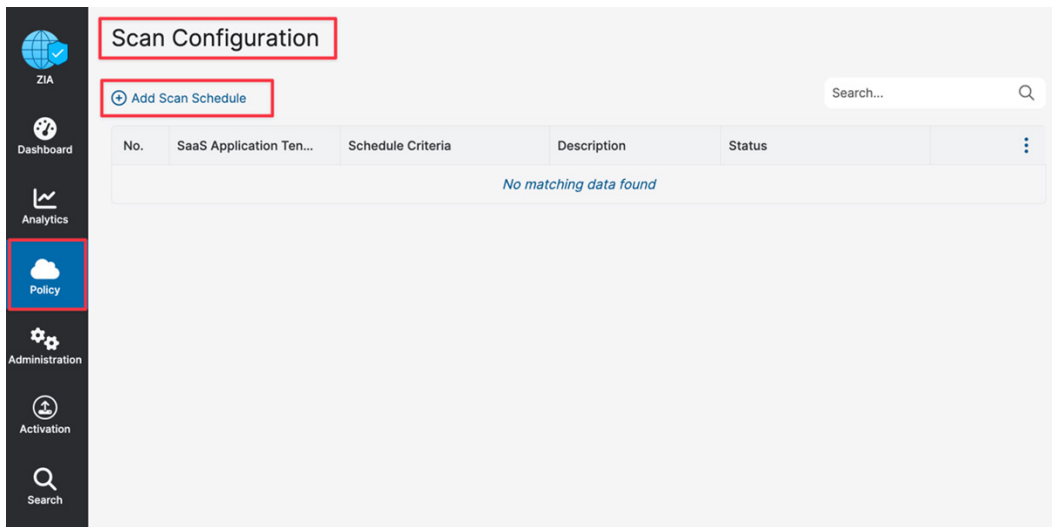 ZIA
Dashboard
Analytics
Policy
Administration
Activation
Search
Scan Configuration
Add Scan Schedule
Search...
No. SaaS Application Ten... Schedule Criteria Description Status
No matching data found